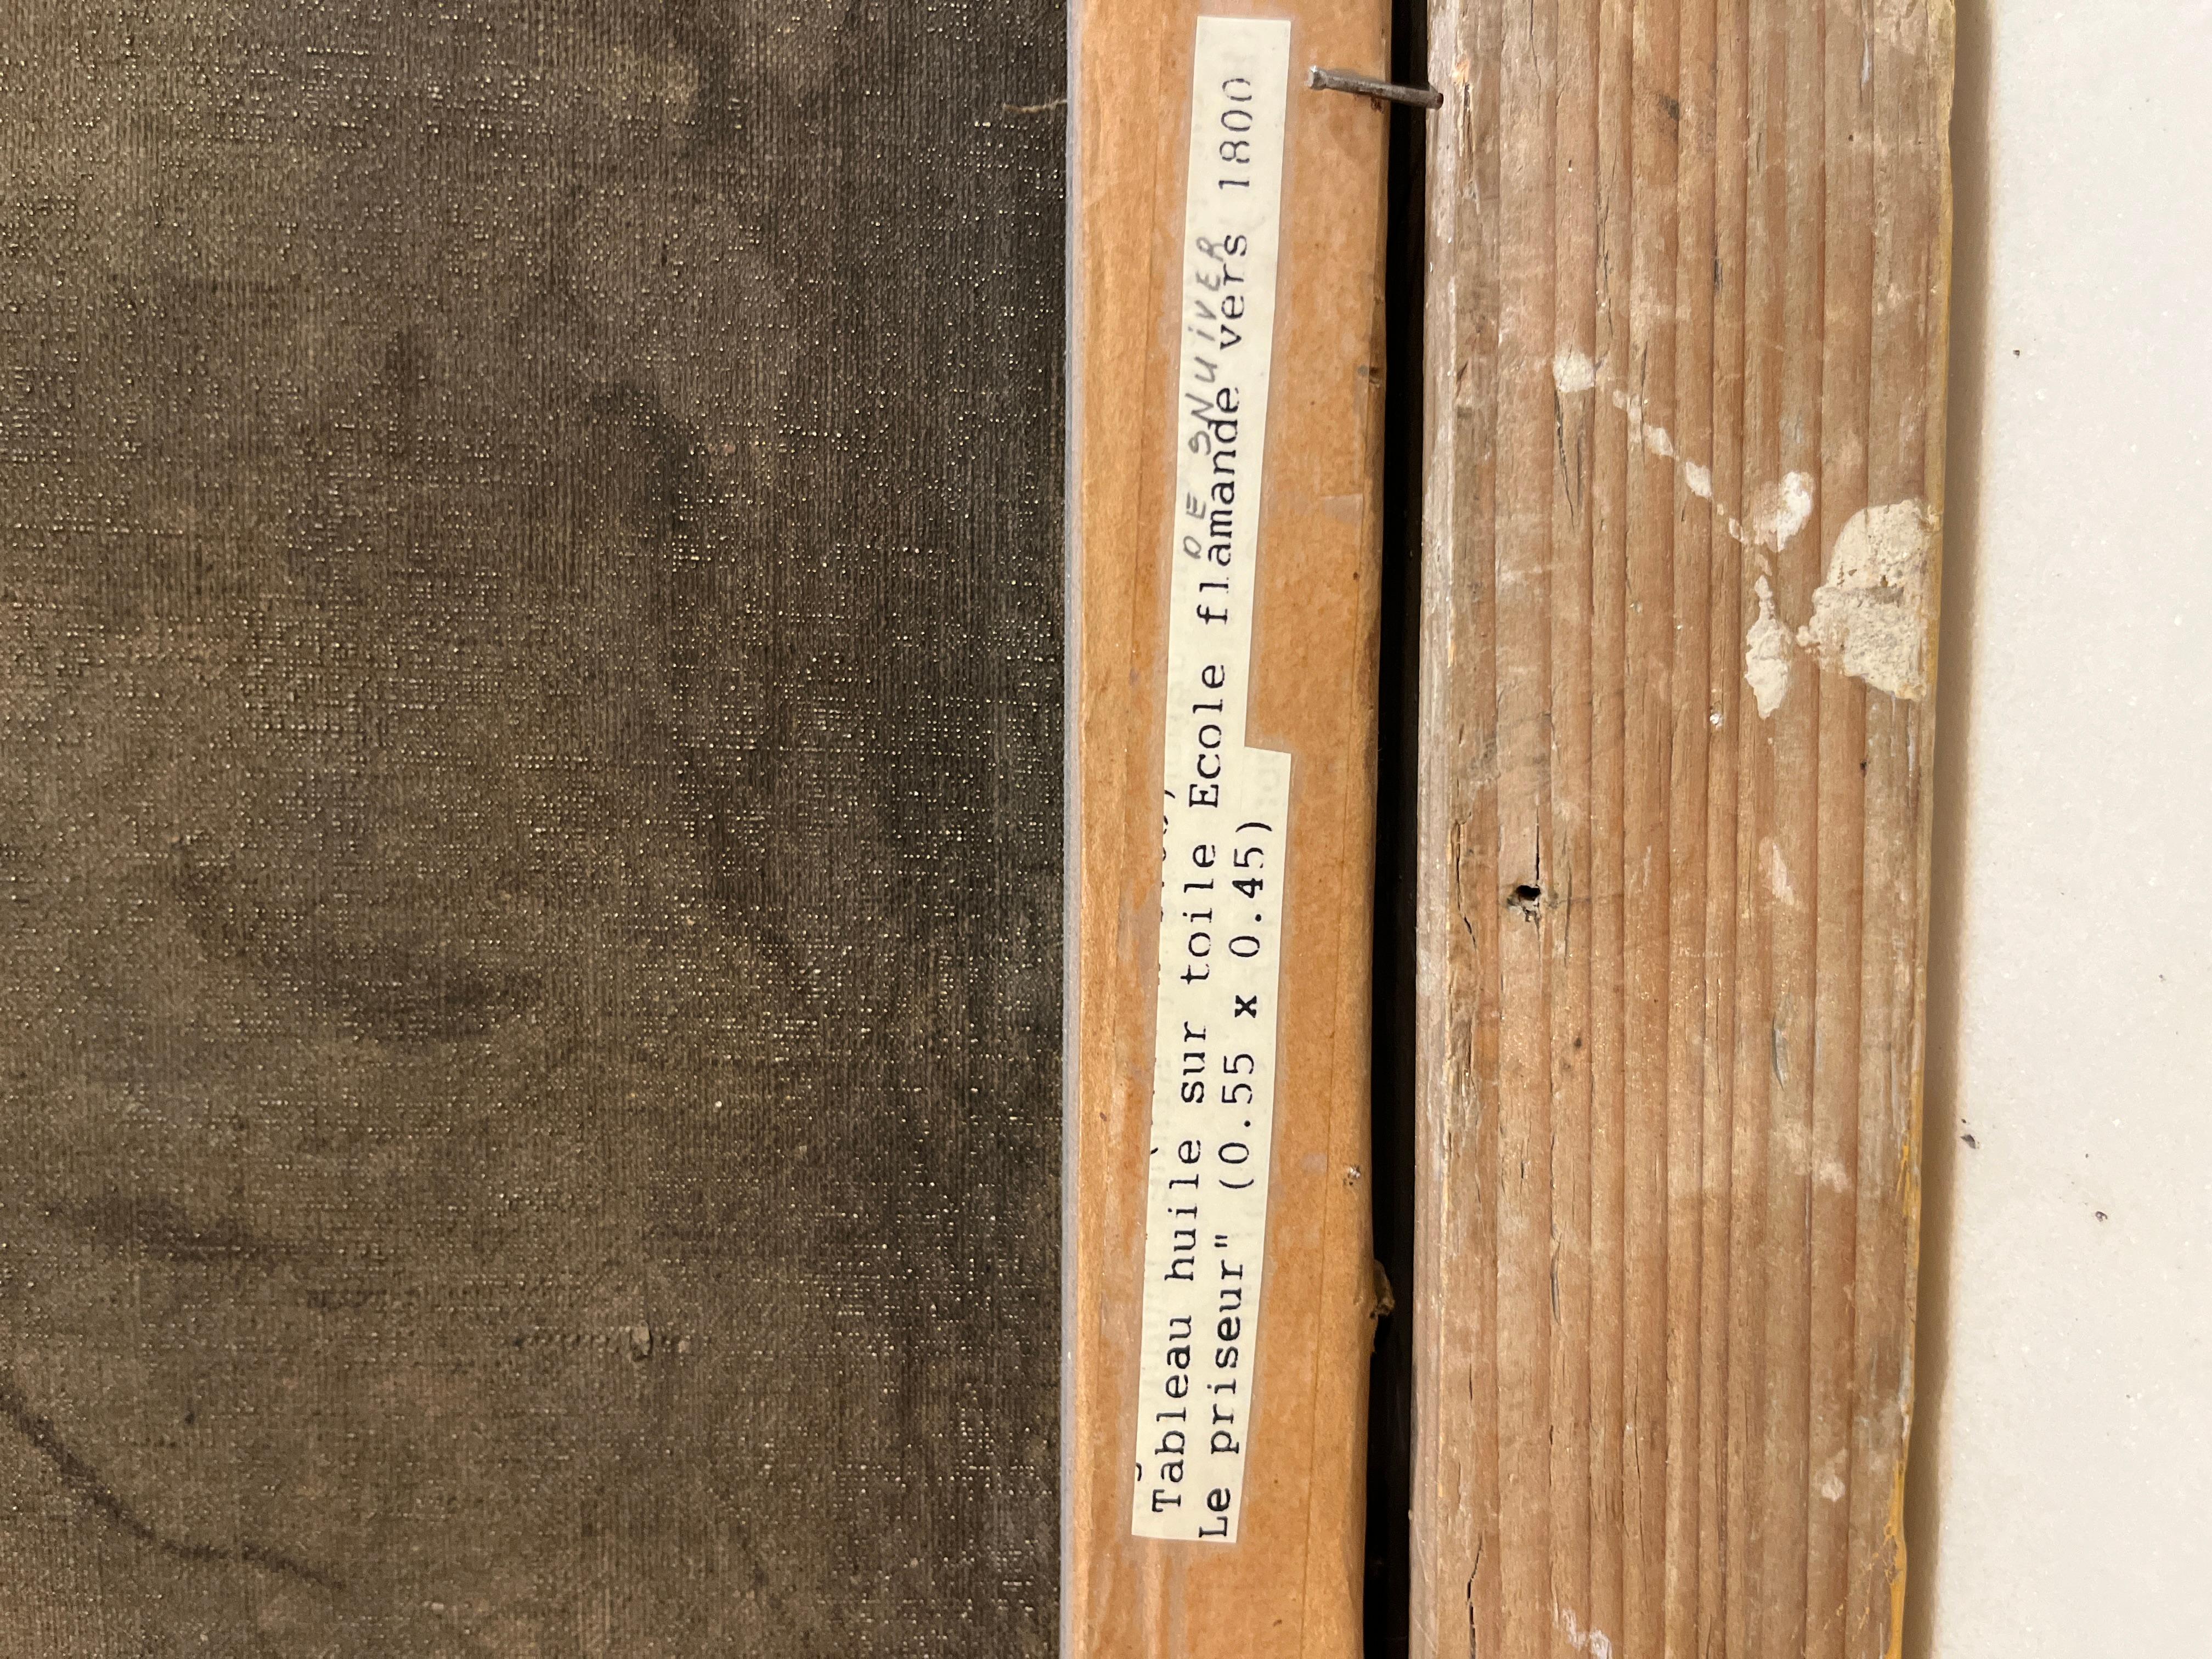 DE SNUiVER
Tableau huile sur toile Ecole flamande vers 1800
Le priseur" (0.55 x 0.45)